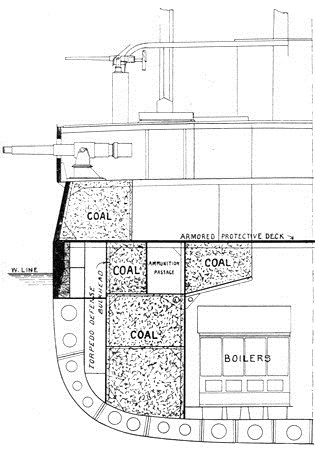 COAL
ARMORED PROTECTIVE DECK
W. LINE
COAL
AMMUNITION
PASSAGE
COAL
TORPEDO DEFENSE
BULKHEAD
COAL
BOILERS